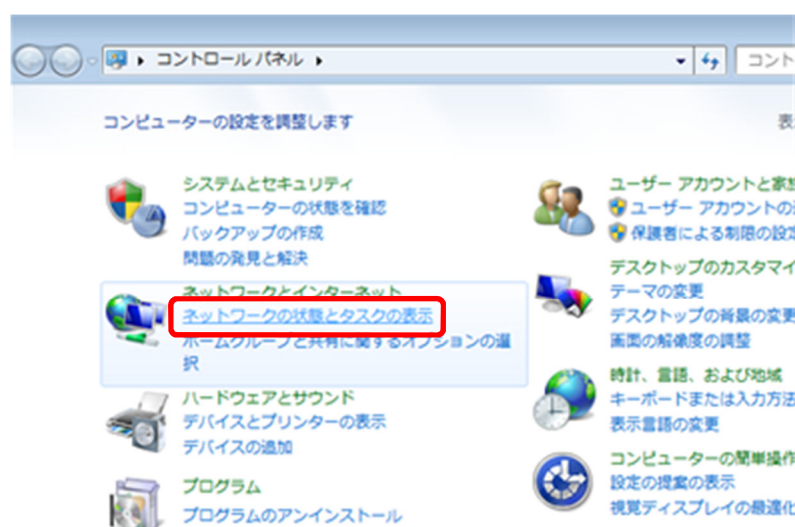 コントロール パネル
コント
コンピューターの設定を調整します
表
システムとセキュリティ
コンピューターの状態を確認
バックアップの作成
問題の発見と解決
ネットワークとインターネット
ネットワークの状態とタスクの表示
ホームグループと共有に関するオプションの選
択
ハードウェアとサウンド
デバイスとプリンターの表示
デバイスの追加
プログラム
プログラムのアンインストール
ユーザー アカウントと家族
ユーザー アカウントの
保護者による制限の設定
デスクトップのカスタマイ
テーマの変更
デスクトップの背景の変更
画面の解像度の調整
時計、言語、および地域
キーボードまたは入力方法
表示言語の変更
コンピューターの簡単操作
設定の提案の表示
視覚ディスプレイの最適化